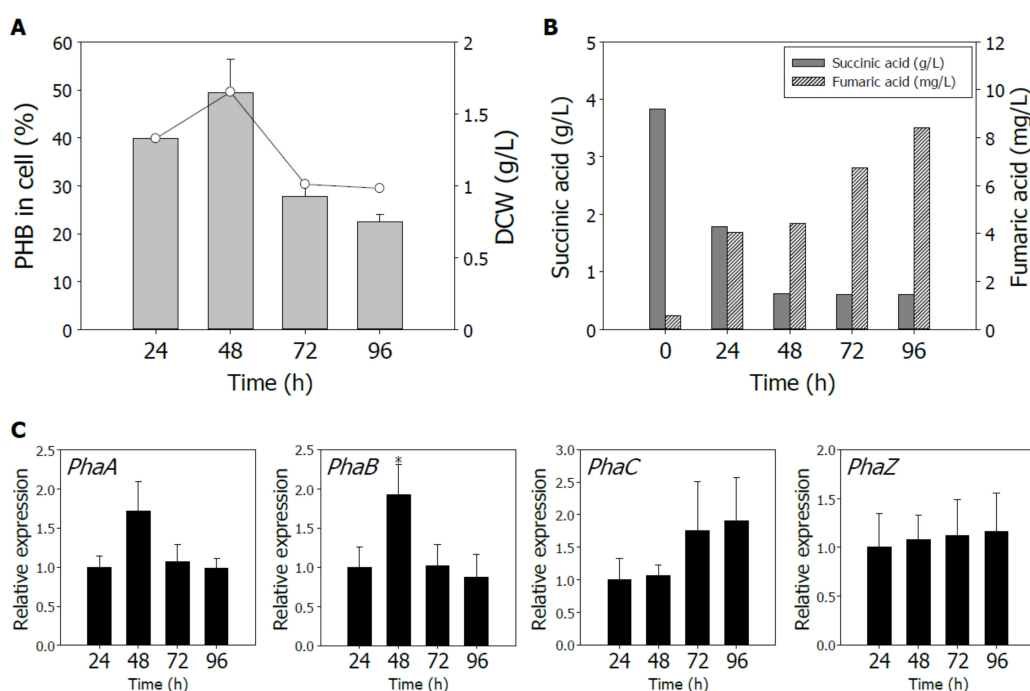 A
PHB in cell (%)
60
50
40
30
20
10
0
2
1.5
1
0.5
0
DCW (g/L)
24 48 72 96
Time (h)
B
Succinic acid (g/L)
5
4
3
2
1
0
Succinic acid (g/L)
Fumaric acid (mg/L)
12
10
8
6
4
2
0
Fumaric acid (mg/L)
0 24 48 72 96
Time (h)
C
Relative expression
2.5
2.0
1.5
1.0
0.5
0.0
PhaA
24 48 72 96
Time (h)
Relative expression
2.5
2.0
1.5
1.0
0.5
0.0
PhaB
*
24 48 72 96
Time (h)
Relative expression
3.0
2.5
2.0
1.5
1.0
0.5
0.0
PhaC
24 48 72 96
Time (h)
Relative expression
2.0
1.5
1.0
0.5
0.0
PhaZ
24 48 72 96
Time (h)